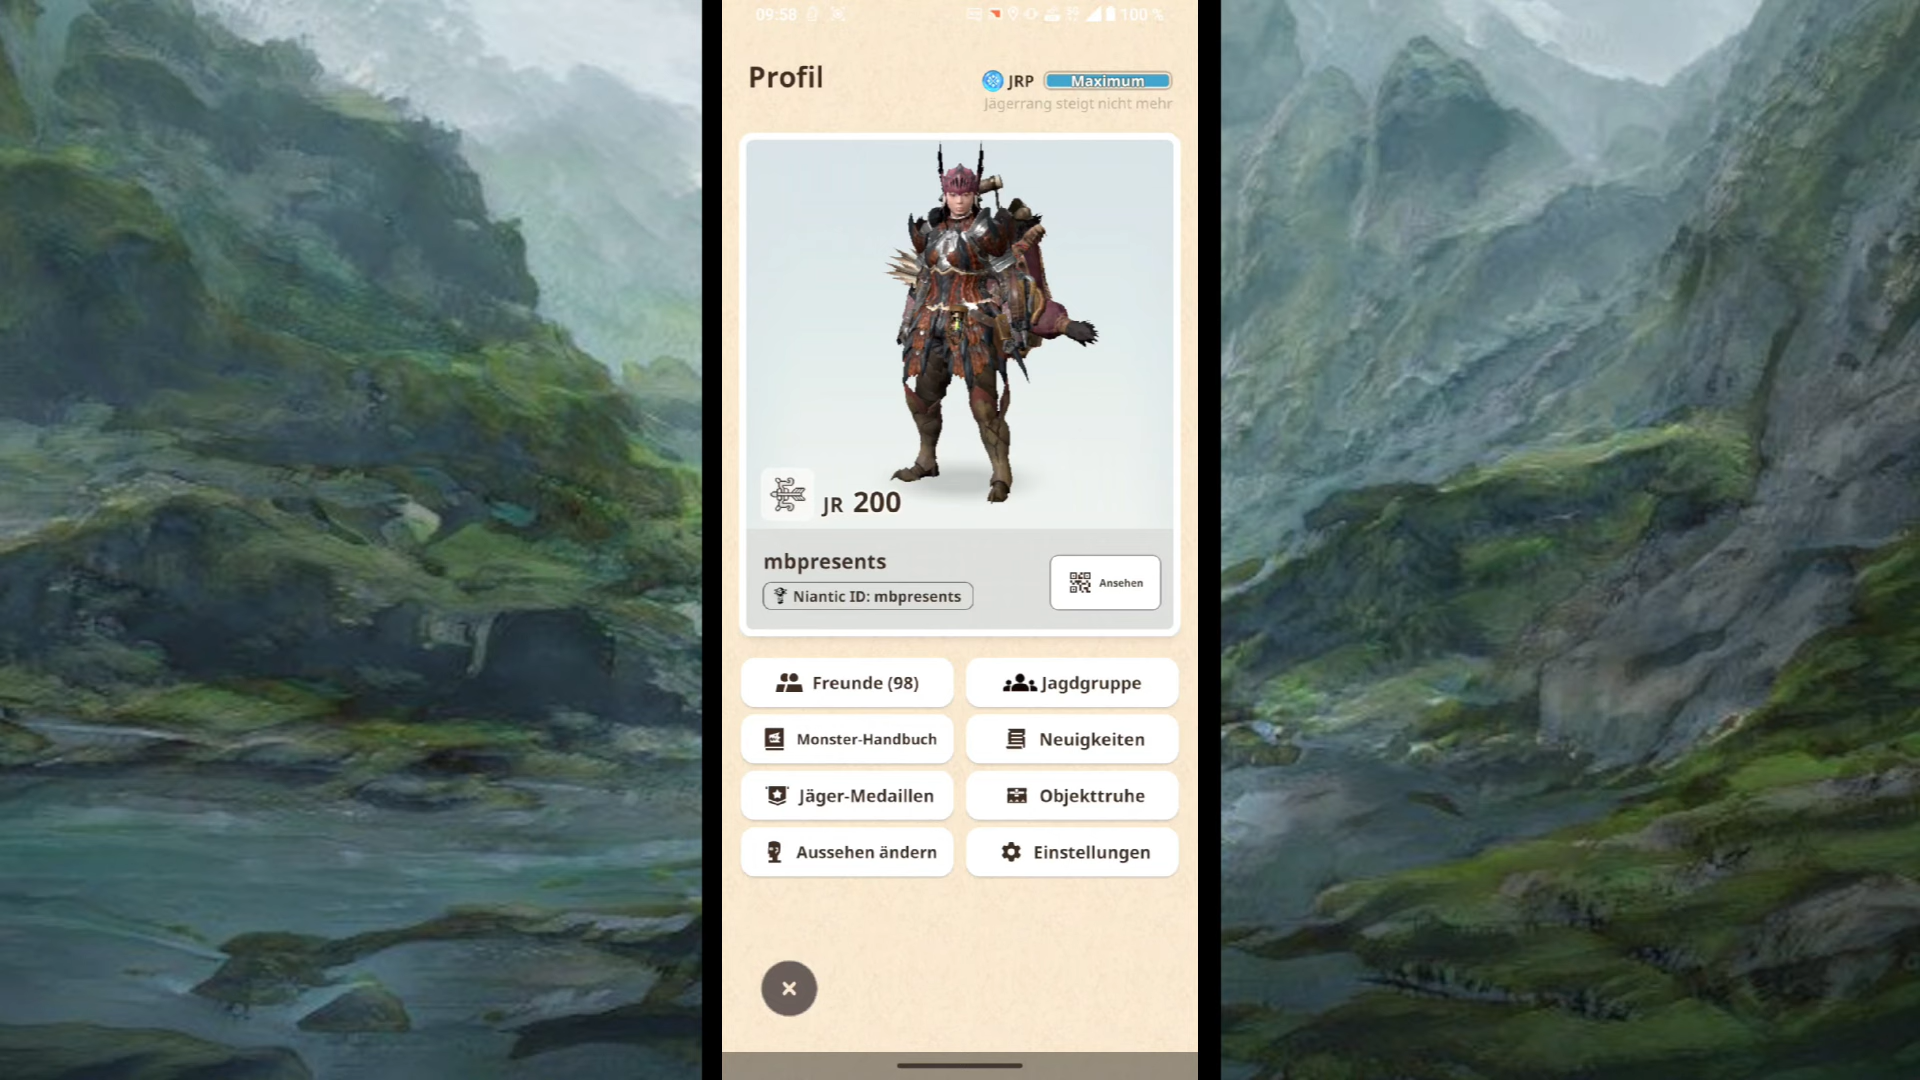 09:58
100 %
Profil
JRP Maximum
Jägerrang steigt nicht mehr
JR 200
mbpresents
Niantic ID: mbpresents
Ansehen
Freunde (98)
Jagdgruppe
Monster-Handbuch
Neuigkeiten
Jäger-Medaillen
Objekttruhe
Aussehen ändern
Einstellungen